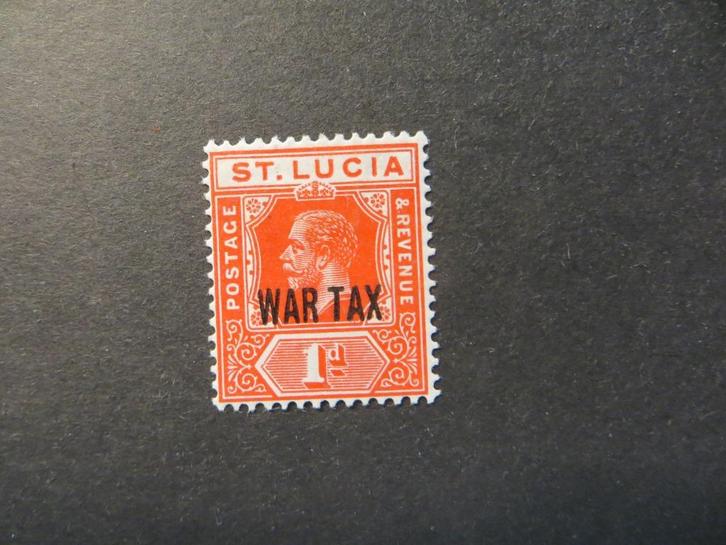 ST. LUCIA
POSTAGE
& REVENUE
WAR TAX
1d